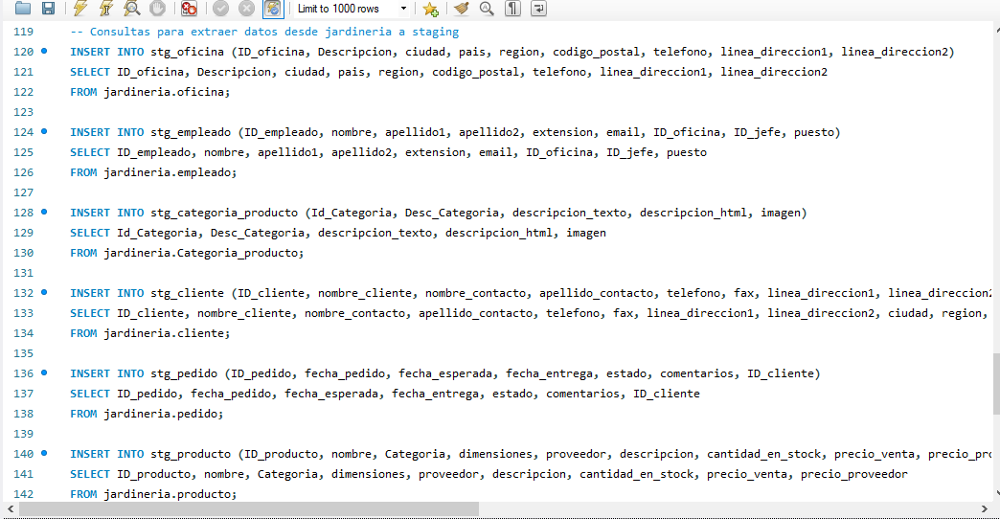 Limit to 1000 rows
119 -- Consultas para extraer datos desde jardineria a staging
120 INSERT INTO stg_oficina (ID_oficina, Descripcion, ciudad, pais, region, codigo_postal, telefono, linea_direccion1, linea_direccion2)
121 SELECT ID_oficina, Descripcion, ciudad, pais, region, codigo_postal, telefono, linea_direccion1, linea_direccion2
122 FROM jardineria.oficina;
123
124 INSERT INTO stg_empleado (ID_empleado, nombre, apellido1, apellido2, extension, email, ID_oficina, ID_jefe, puesto)
125 SELECT ID_empleado, nombre, apellido1, apellido2, extension, email, ID_oficina, ID_jefe, puesto
126 FROM jardineria.empleado;
127
128 INSERT INTO stg_categoria_producto (Id_Categoria, Desc_Categoria, descripcion_texto, descripcion_html, imagen)
129 SELECT Id_Categoria, Desc_Categoria, descripcion_texto, descripcion_html, imagen
130 FROM jardineria.Categoria_producto;
131
132 INSERT INTO stg_cliente (ID_cliente, nombre_cliente, nombre_contacto, apellido_contacto, telefono, fax, linea_direccion1, linea_direccion2
133 SELECT ID_cliente, nombre_cliente, nombre_contacto, apellido_contacto, telefono, fax, linea_direccion1, linea_direccion2, ciudad, region,
134 FROM jardineria.cliente;
135
136 INSERT INTO stg_pedido (ID_pedido, fecha_pedido, fecha_esperada, fecha_entrega, estado, comentarios, ID_cliente)
137 SELECT ID_pedido, fecha_pedido, fecha_esperada, fecha_entrega, estado, comentarios, ID_cliente
138 FROM jardineria.pedido;
139
140 INSERT INTO stg_producto (ID_producto, nombre, Categoria, dimensiones, proveedor, descripcion, cantidad_en_stock, precio_venta, precio_pro
141 SELECT ID_producto, nombre, Categoria, dimensiones, proveedor, descripcion, cantidad_en_stock, precio_venta, precio_proveedor
142 FROM jardineria.producto;